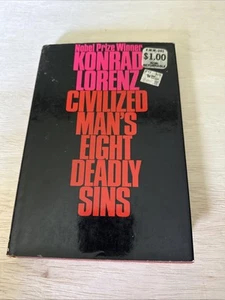 Nobel Prize Winner
KONRAD
LORENZ
CIVILIZED
MAN'S
EIGHT
DEADLY
SINS
$1.00